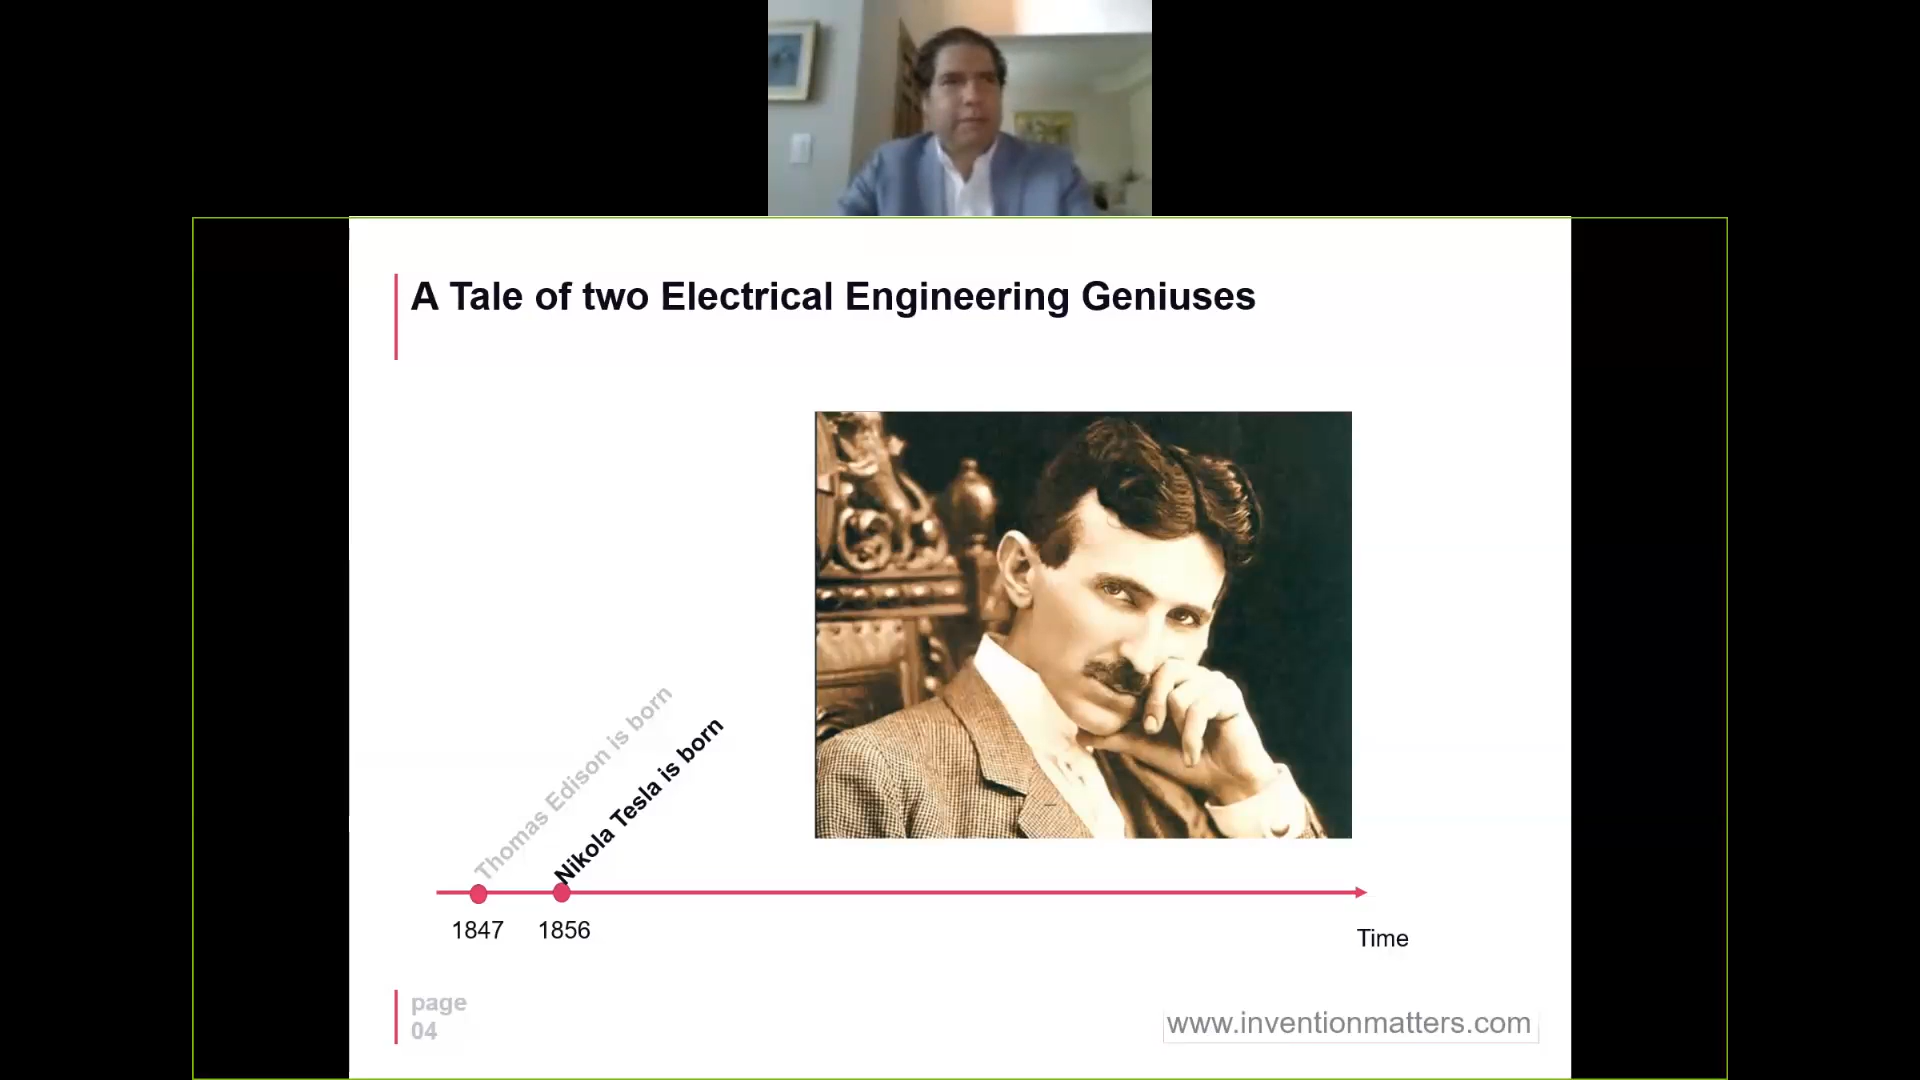 A Tale of two Electrical Engineering Geniuses
Thomas Edison is born
Nikola Tesla is born
1847
1856
Time
page
04
www.inventionmatters.com